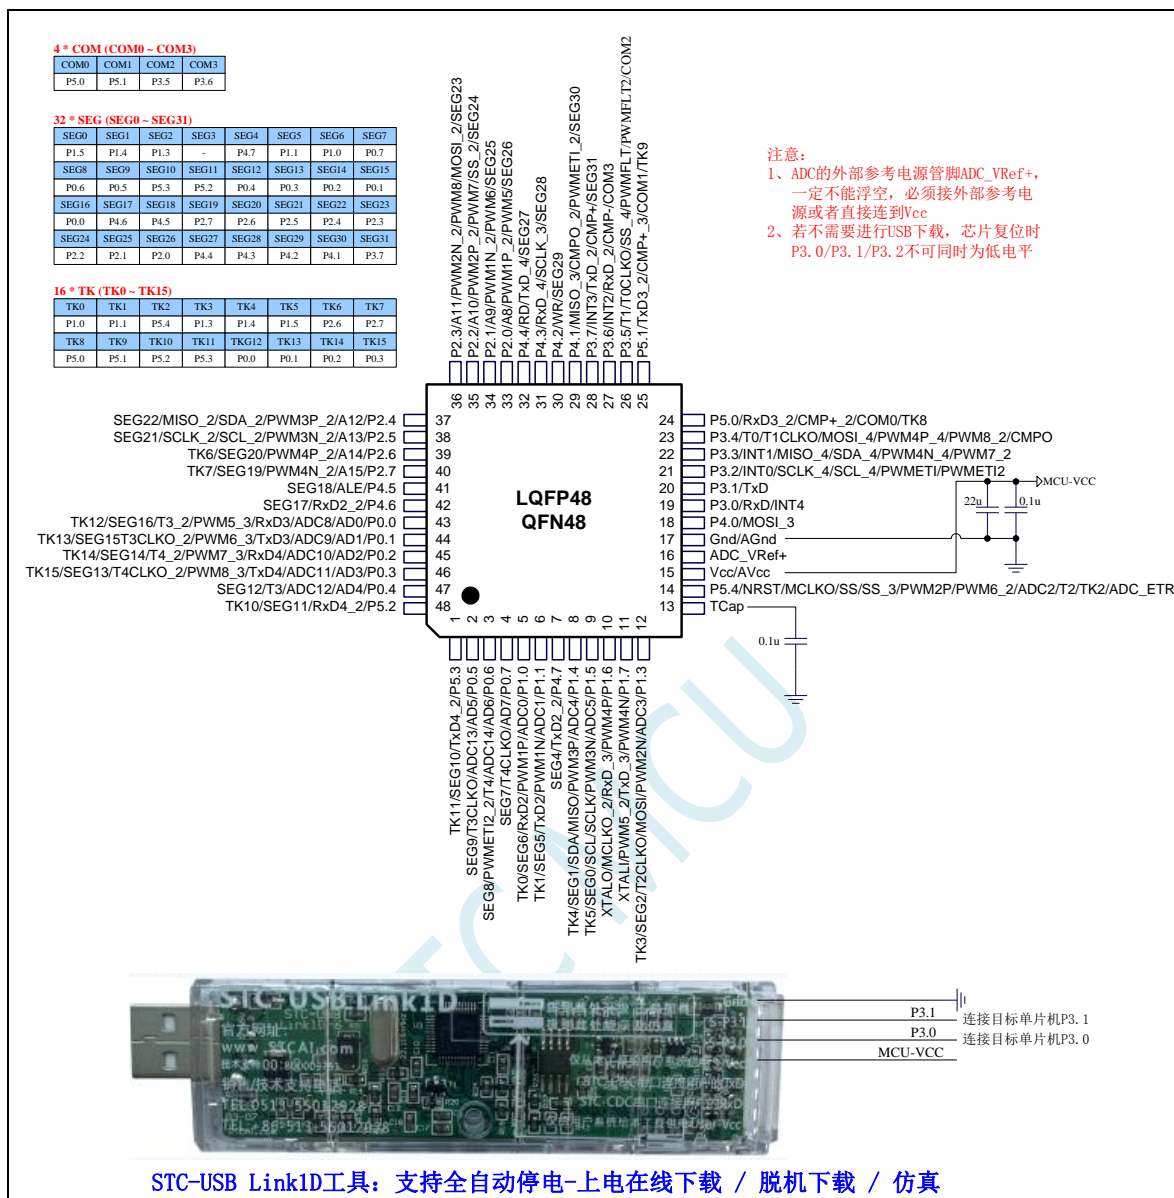 4 * COM (COM0 ~ COM3)
COM0 COM1 COM2 COM3
P5.0 P5.1 P3.5 P3.6
32 * SEG (SEG0 ~ SEG31)
SEG0 SEG1 SEG2 SEG3 SEG4 SEG5 SEG6 SEG7
P1.5 P1.4 P1.3 - P4.7 P1.1 P1.0 P0.7
SEG8 SEG9 SEG10 SEG11 SEG12 SEG13 SEG14 SEG15
P0.6 P0.5 P5.3 P5.2 P0.4 P0.3 P0.2 P0.1
SEG16 SEG17 SEG18 SEG19 SEG20 SEG21 SEG22 SEG23
P0.0 P4.6 P4.5 P2.7 P2.6 P2.5 P2.4 P2.3
SEG24 SEG25 SEG26 SEG27 SEG28 SEG29 SEG30 SEG31
P2.2 P2.1 P2.0 P4.4 P4.3 P4.2 P4.1 P3.7
16 * TK (TK0 ~ TK15)
TK0 TK1 TK2 TK3 TK4 TK5 TK6 TK7
P1.0 P1.1 P5.4 P1.3 P1.4 P1.5 P2.6 P2.7
TK8 TK9 TK10 TK11 TKG12 TK13 TK14 TK15
P5.0 P5.1 P5.2 P5.3 P0.0 P0.1 P0.2 P0.3
P2.3/A11/PWM2N_2/PWM8/MOSI_2/SEG23
P2.2/A10/PWM2P_2/PWM7/SS_2/SEG24
P2.1/A9/PWM1N_2/PWM6/SEG25
P2.0/A8/PWM1P_2/PWM5/SEG26
P4.4/RD/TxD_4/SEG27
P4.3/RxD_4/SCLK_3/SEG28
P4.2/WR/SEG29
P4.1/MISO_3/CMPO_2/PWMETI_2/SEG30
P3.7/INT3/TxD_2/CMP+/SEG31
P3.6/INT2/RxD_2/CMP-/COM3
P3.5/T1/T0CLKO/SS_4/PWMFLT/PWMFLT2/COM2
P5.1/TxD3_2/CMP+_3/COM1/TK9
注意：
1、ADC的外部参考电源管脚ADC_VRef+，
一定不能浮空，必须接外部参考电
源或者直接连到Vcc
2、若不需要进行USB下载，芯片复位时
P3.0/P3.1/P3.2不可同时为低电平
36 35 34 33 32 31 30 29 28 27 26 25
SEG22/MISO_2/SDA_2/PWM3P_2/A12/P2.4 37
SEG21/SCLK_2/SCL_2/PWM3N_2/A13/P2.5 38
TK6/SEG20/PWM4P_2/A14/P2.6 39
TK7/SEG19/PWM4N_2/A15/P2.7 40
SEG18/ALE/P4.5 41
SEG17/RxD2_2/P4.6 42
TK12/SEG16/T3_2/PWM5_3/RxD3/ADC8/AD0/P0.0 43
TK13/SEG15T3CLKO_2/PWM6_3/TxD3/ADC9/AD1/P0.1 44
TK14/SEG14/T4_2/PWM7_3/RxD4/ADC10/AD2/P0.2 45
TK15/SEG13/T4CLKO_2/PWM8_3/TxD4/ADC11/AD3/P0.3 46
SEG12/T3/ADC12/AD4/P0.4 47
TK10/SEG11/RxD4_2/P5.2 48
LQFP48
QFN48
24 P5.0/RxD3_2/CMP+_2/COM0/TK8
23 P3.4/T0/T1CLKO/MOSI_4/PWM4P_4/PWM8_2/CMPO
22 P3.3/INT1/MISO_4/SDA_4/PWM4N_4/PWM7_2
21 P3.2/INT0/SCLK_4/SCL_4/PWMETI/PWMETI2
20 P3.1/TxD
19 P3.0/RxD/INT4
18 P4.0/MOSI_3
17 Gnd/AGnd
16 ADC_VRef+
15 Vcc/AVcc
14 P5.4/NRST/MCLKO/SS/SS_3/PWM2P/PWM6_2/ADC2/T2/TK2/ADC_ETR
13 TCap
MCU-VCC
22u 0.1u
0.1u
1 2 3 4 5 6 7 8 9 10 11 12
TK11/SEG10/TxD4_2/P5.3
SEG9/T3CLKO/ADC13/AD5/P0.5
SEG8/PWMETI2_2/T4/ADC14/AD6/P0.6
SEG7/T4CLKO/AD7/P0.7
TK0/SEG6/RxD2/PWM1P/ADC0/P1.0
TK1/SEG5/TxD2/PWM1N/ADC1/P1.1
SEG4/TxD2_2/P4.7
TK4/SEG1/SDA/MISO/PWM3P/ADC4/P1.4
TK5/SEG0/SCL/SCLK/PWM3N/ADC5/P1.5
XTALO/MCLKO_2/RxD_3/PWM4P/P1.6
XTALI/PWM5_2/TxD_3/PWM4N/P1.7
TK3/SEG2/T2CLKO/MOSI/PWM2N/ADC3/P1.3
STC MCU
STC-USB Link1D
官方网址:
www.STCAI.com
P3.1 连接目标单片机P3.1
P3.0 连接目标单片机P3.0
MCU-VCC
STC-USB Link1D工具: 支持全自动停电-上电在线下载 / 脱机下载 / 仿真